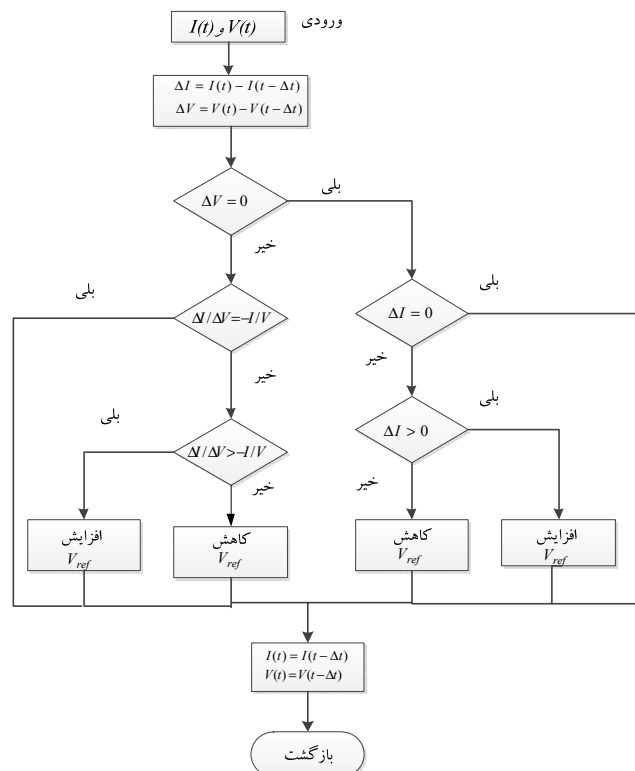 ورودی
I(t) و V(t)
ΔI = I(t) − I(t − Δt)
ΔV = V(t) − V(t − Δt)
ΔV = 0
بلی
خیر
بلی
ΔI/ΔV=−I/V
خیر
ΔI = 0
بلی
خیر
بلی
ΔI/ΔV>−I/V
خیر
ΔI > 0
بلی
خیر
افزایش
V_ref
کاهش
V_ref
کاهش
V_ref
افزایش
V_ref
I(t) = I(t − Δt)
V(t) = V(t − Δt)
بازگشت